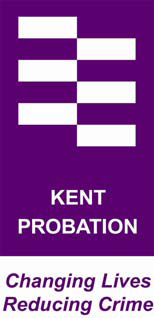 KENT
PROBATION
Changing Lives
Reducing Crime